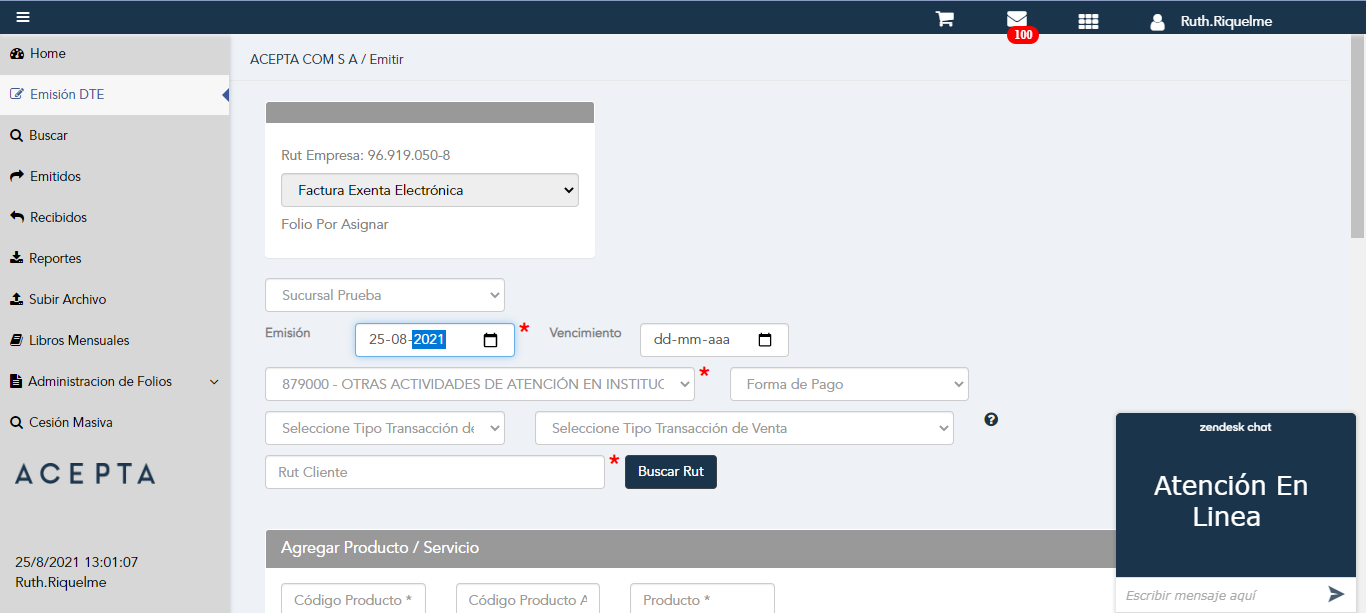 Ruth.Riquelme
100
Home
Emisión DTE
Buscar
Emitidos
Recibidos
Reportes
Subir Archivo
Libros Mensuales
Administracion de Folios
Cesión Masiva
ACEPTA
25/8/2021 13:01:07
Ruth.Riquelme
ACEPTA COM S A / Emitir
Rut Empresa: 96.919.050-8
Factura Exenta Electrónica
Folio Por Asignar
Sucursal Prueba
Emisión 25-08-2021 * Vencimiento dd-mm-aaa
879000 - OTRAS ACTIVIDADES DE ATENCIÓN EN INSTITUC * Forma de Pago
Seleccione Tipo Transacción de Seleccione Tipo Transacción de Venta ?
Rut Cliente * Buscar Rut
Agregar Producto / Servicio
Código Producto * Código Producto A Producto *
zendesk chat
Atención En
Linea
Escribir mensaje aquí